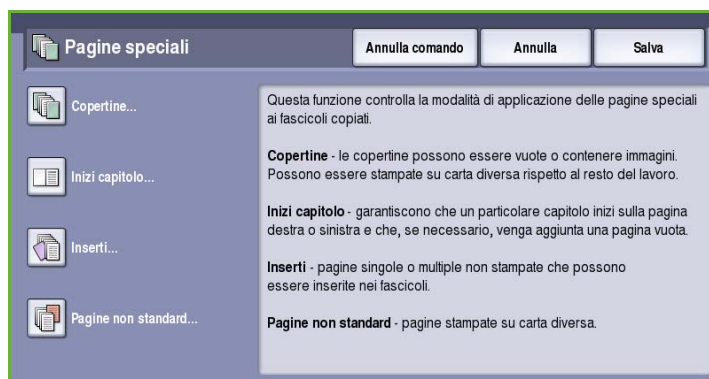 Pagine speciali
Annulla comando
Annulla
Salva
Copertine...
Inizi capitolo...
Inserti...
Pagine non standard...
Questa funzione controlla la modalità di applicazione delle pagine speciali
ai fascicoli copiati.
Copertine - le copertine possono essere vuote o contenere immagini.
Possono essere stampate su carta diversa rispetto al resto del lavoro.
Inizi capitolo - garantiscono che un particolare capitolo inizi sulla pagina
destra o sinistra e che, se necessario, venga aggiunta una pagina vuota.
Inserti - pagine singole o multiple non stampate che possono
essere inserite nei fascicoli.
Pagine non standard - pagine stampate su carta diversa.